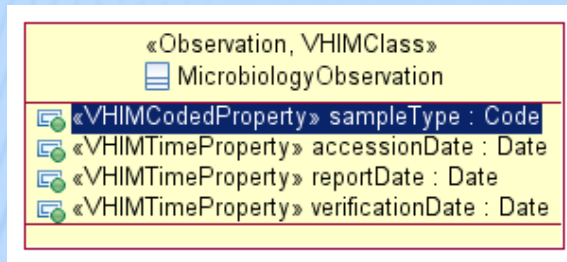 «Observation, VHIMClass»
MicrobiologyObservation
«VHIMCodedProperty» sampleType : Code
«VHIMTimeProperty» accessionDate : Date
«VHIMTimeProperty» reportDate : Date
«VHIMTimeProperty» verificationDate : Date